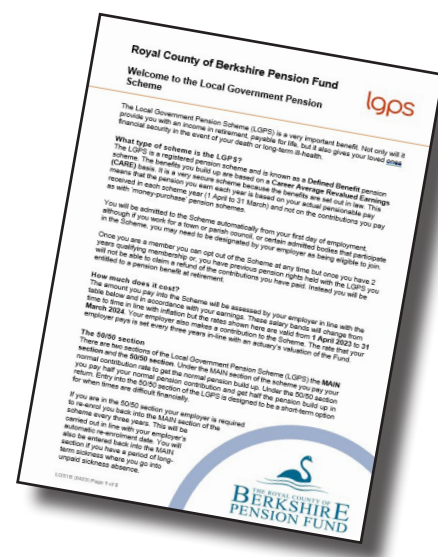 Royal County of Berkshire Pension Fund
lgps
Welcome to the Local Government Pension
Scheme
The Local Government Pension Scheme (LGPS) is a very important benefit. Not only will it
provide you with an income in retirement, payable for life, but it also gives your loved ones
financial security in the event of your death or long-term ill-health.
What type of scheme is the LGPS?
The LGPS is a registered pension scheme and is known as a Defined Benefit pension
scheme. The benefits you build up are based on a Career Average Revalued Earnings
(CARE) basis. It is a very secure scheme because the benefits are set out in law. This
means that the pension you earn each year is based on your actual pensionable pay
received in each scheme year (1 April to 31 March) and not on the contributions you pay
as with 'money-purchase' pension schemes.
You will be admitted to the Scheme automatically from your first day of employment,
although if you work for a town or parish council, or certain admitted bodies that participate
in the Scheme, you may need to be designated by your employer as being eligible to join.
Once you are a member you can opt out of the Scheme at any time but once you have 2
years qualifying membership or, you have previous pension rights held with the LGPS you
will not be able to claim a refund of the contributions you have paid. Instead you will be
entitled to a pension benefit at retirement.
How much does it cost?
The amount you pay into the Scheme will be assessed by your employer in line with the
table below and in accordance with your earnings. These salary bands will change from
time to time in line with inflation but the rates shown here are valid from 1 April 2023 to 31
March 2024. Your employer also makes a contribution to the Scheme. The rate that your
employer pays is set every three years in-line with an actuary's valuation of the Fund.
The 50/50 section
There are two sections of the Local Government Pension Scheme (LGPS) the MAIN
section and the 50/50 section. Under the MAIN section of the scheme you pay your
normal contribution rate to get the normal pension build up. Under the 50/50 section
you pay half your normal pension contribution and get half the pension build up in
return. Entry into the 50/50 section of the LGPS is designed to be a short-term option
for when times are difficult financially.
If you are in the 50/50 section your employer is required
to re-enrol you back into the MAIN section of the
scheme every three years. This will be
carried out in line with your employer's
automatic re-enrolment date. You will
also be entered back into the MAIN
section if you have a period of long-
term sickness where you go into
unpaid sickness absence.
Page 1 of 5
THE ROYAL COUNTY OF
BERKSHIRE
PENSION FUND